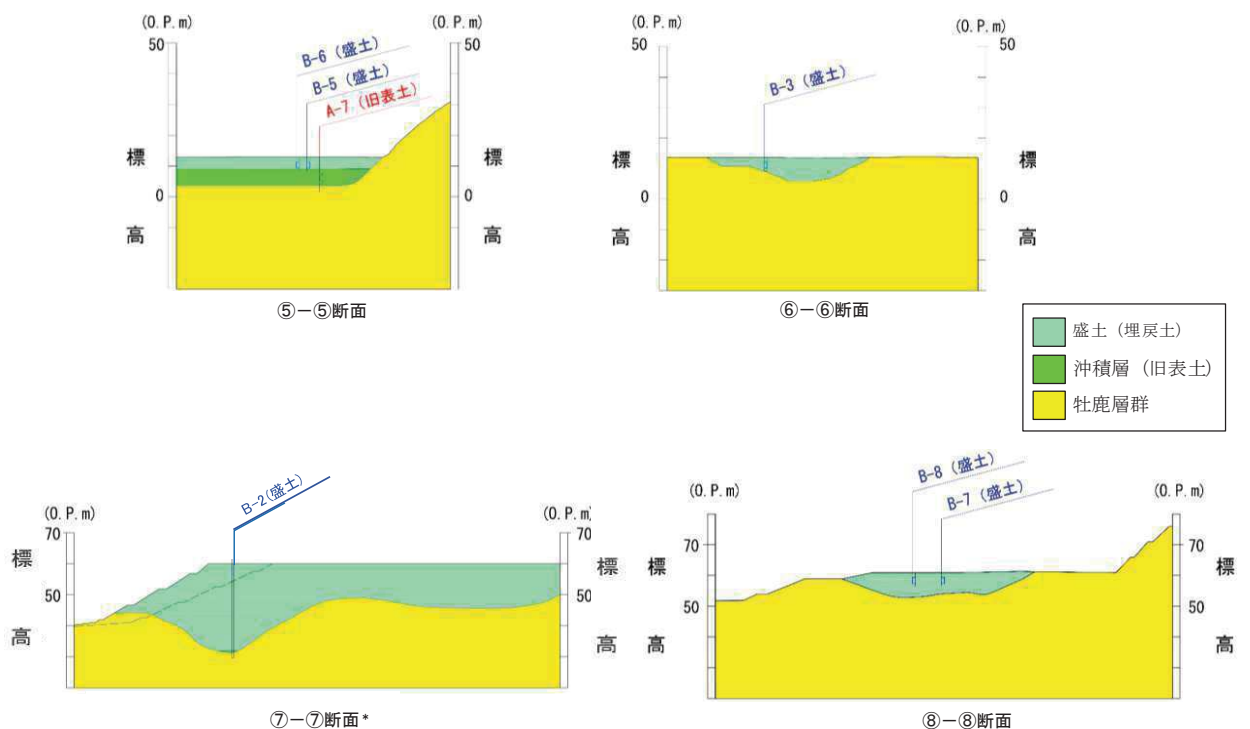 (O.P.m)
(O.P.m)
50
50
B-6 (盛土)
B-5 (盛土)
A-7 (旧表土)
標
標
0
0
高
高
⑤－⑤断面
(O.P.m)
(O.P.m)
50
50
B-3 (盛土)
標
標
0
0
高
高
⑥－⑥断面
盛土 (埋戻土)
沖積層 (旧表土)
牡鹿層群
(O.P.m)
(O.P.m)
B-2(盛土)
70
70
標
標
50
50
高
高
⑦－⑦断面*
(O.P.m)
(O.P.m)
B-8 (盛土)
B-7 (盛土)
70
70
標
標
50
50
高
高
⑧－⑧断面